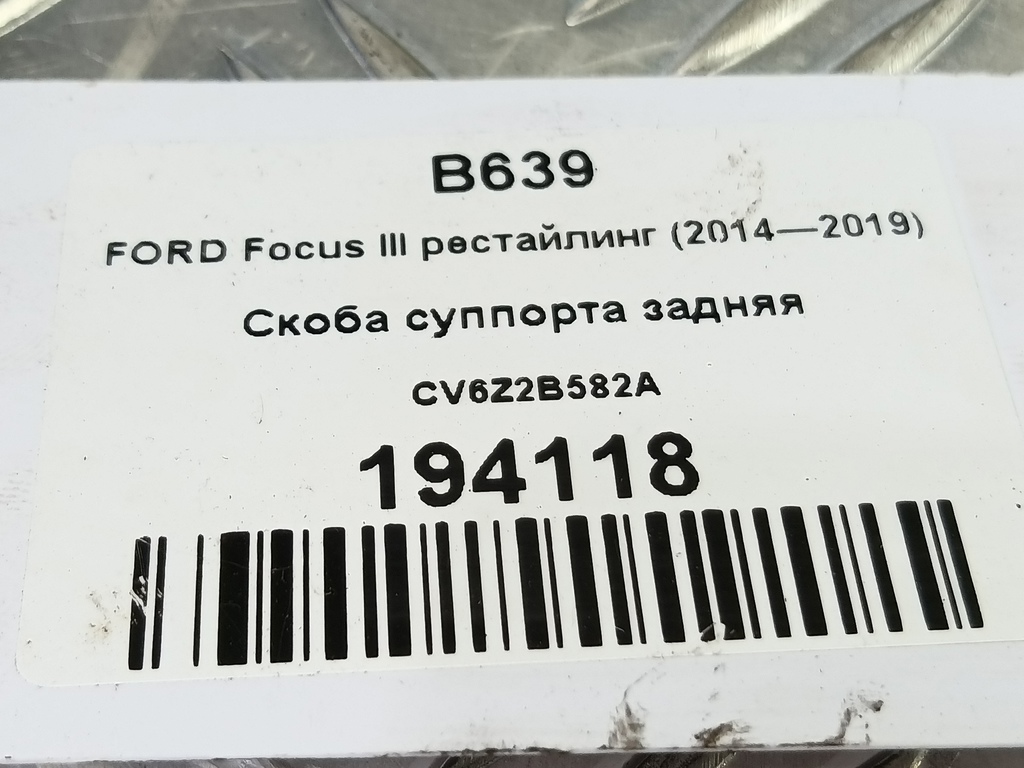 B639
FORD Focus III рестайлинг (2014—2019)
Скоба суппорта задняя
CV6Z2B582A
194118